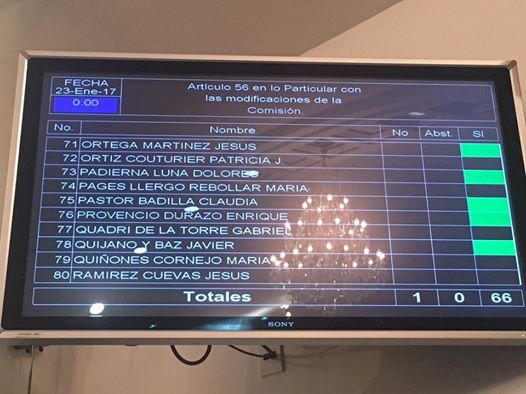 FECHA
23-Ene-17
0:00
Artículo 56 en lo Particular con
las modificaciones de la
Comisión.
No. Nombre No Abst. Sí
71 ORTEGA MARTINEZ JESUS
72 ORTIZ COUTURIER PATRICIA J.
73 PADIERNA LUNA DOLORES
74 PAGES LLERGO REBOLLAR MARIA
75 PASTOR BADILLA CLAUDIA
76 PROVENCIO DURAZO ENRIQUE
77 QUADRI DE LA TORRE GABRIEL
78 QUIJANO Y BAZ JAVIER
79 QUIÑONES CORNEJO MARIA
80 RAMIREZ CUEVAS JESUS
Totales 1 0 66
SONY